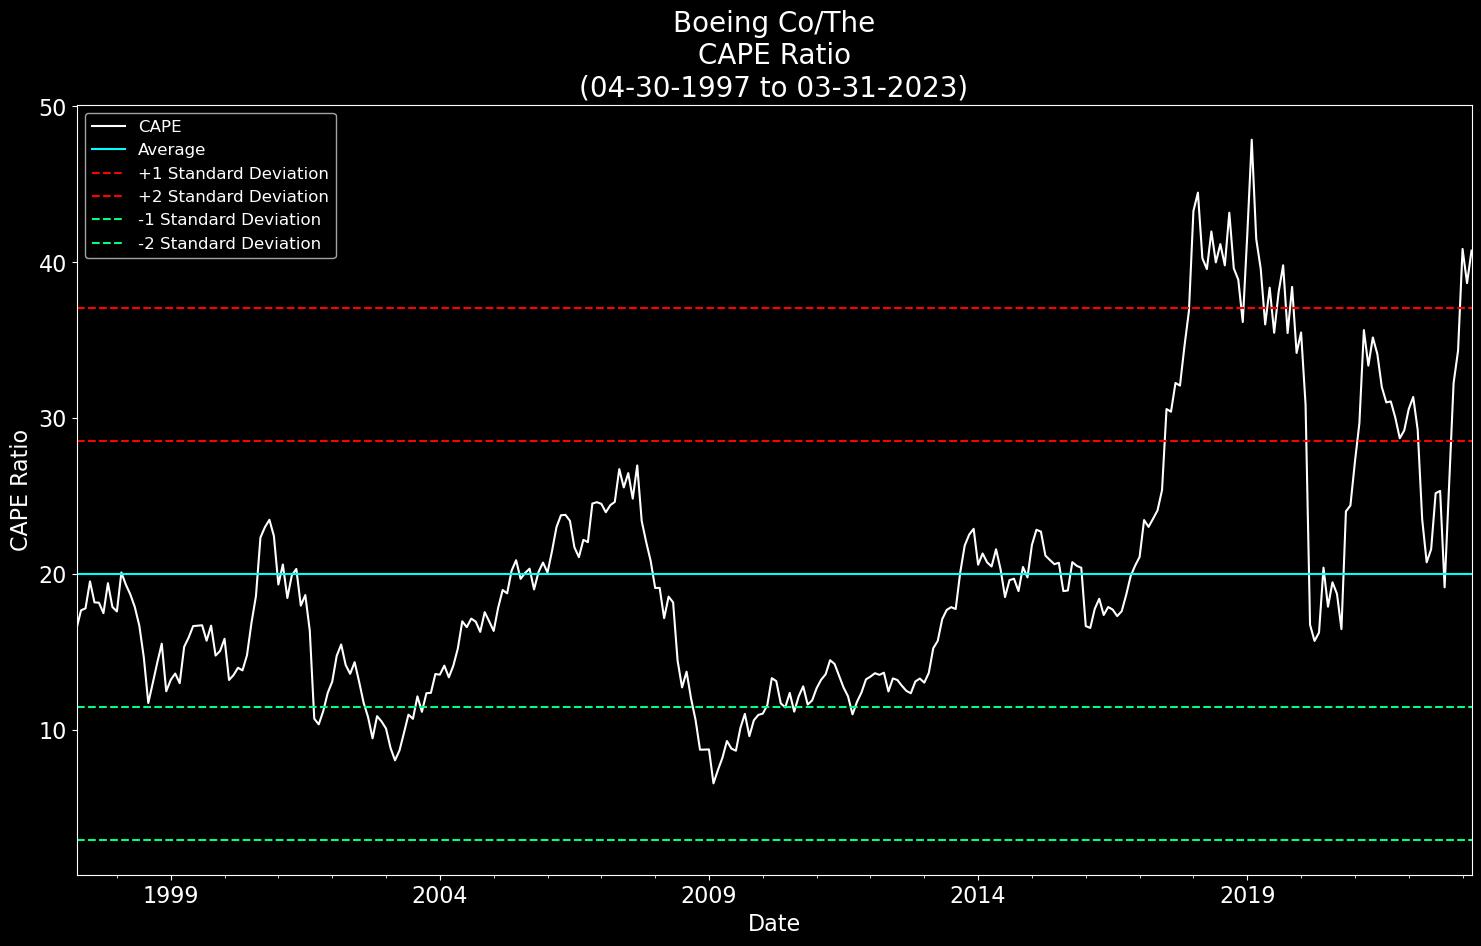 Boeing Co/The
CAPE Ratio
(04-30-1997 to 03-31-2023)
CAPE
Average
+1 Standard Deviation
+2 Standard Deviation
-1 Standard Deviation
-2 Standard Deviation
50
40
30
20
10
CAPE Ratio
1999
2004
2009
2014
2019
Date